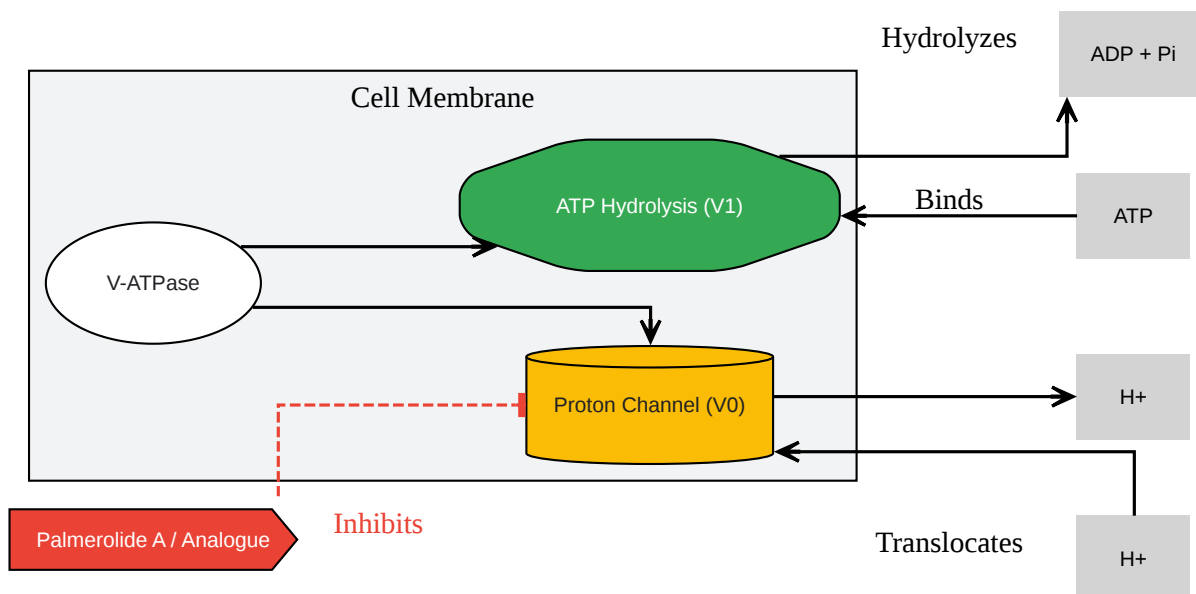 Hydrolyzes
ADP + Pi
Cell Membrane
ATP Hydrolysis (V1)
Binds
ATP
V-ATPase
Proton Channel (V0)
H+
Palmerolide A / Analogue
Inhibits
Translocates
H+